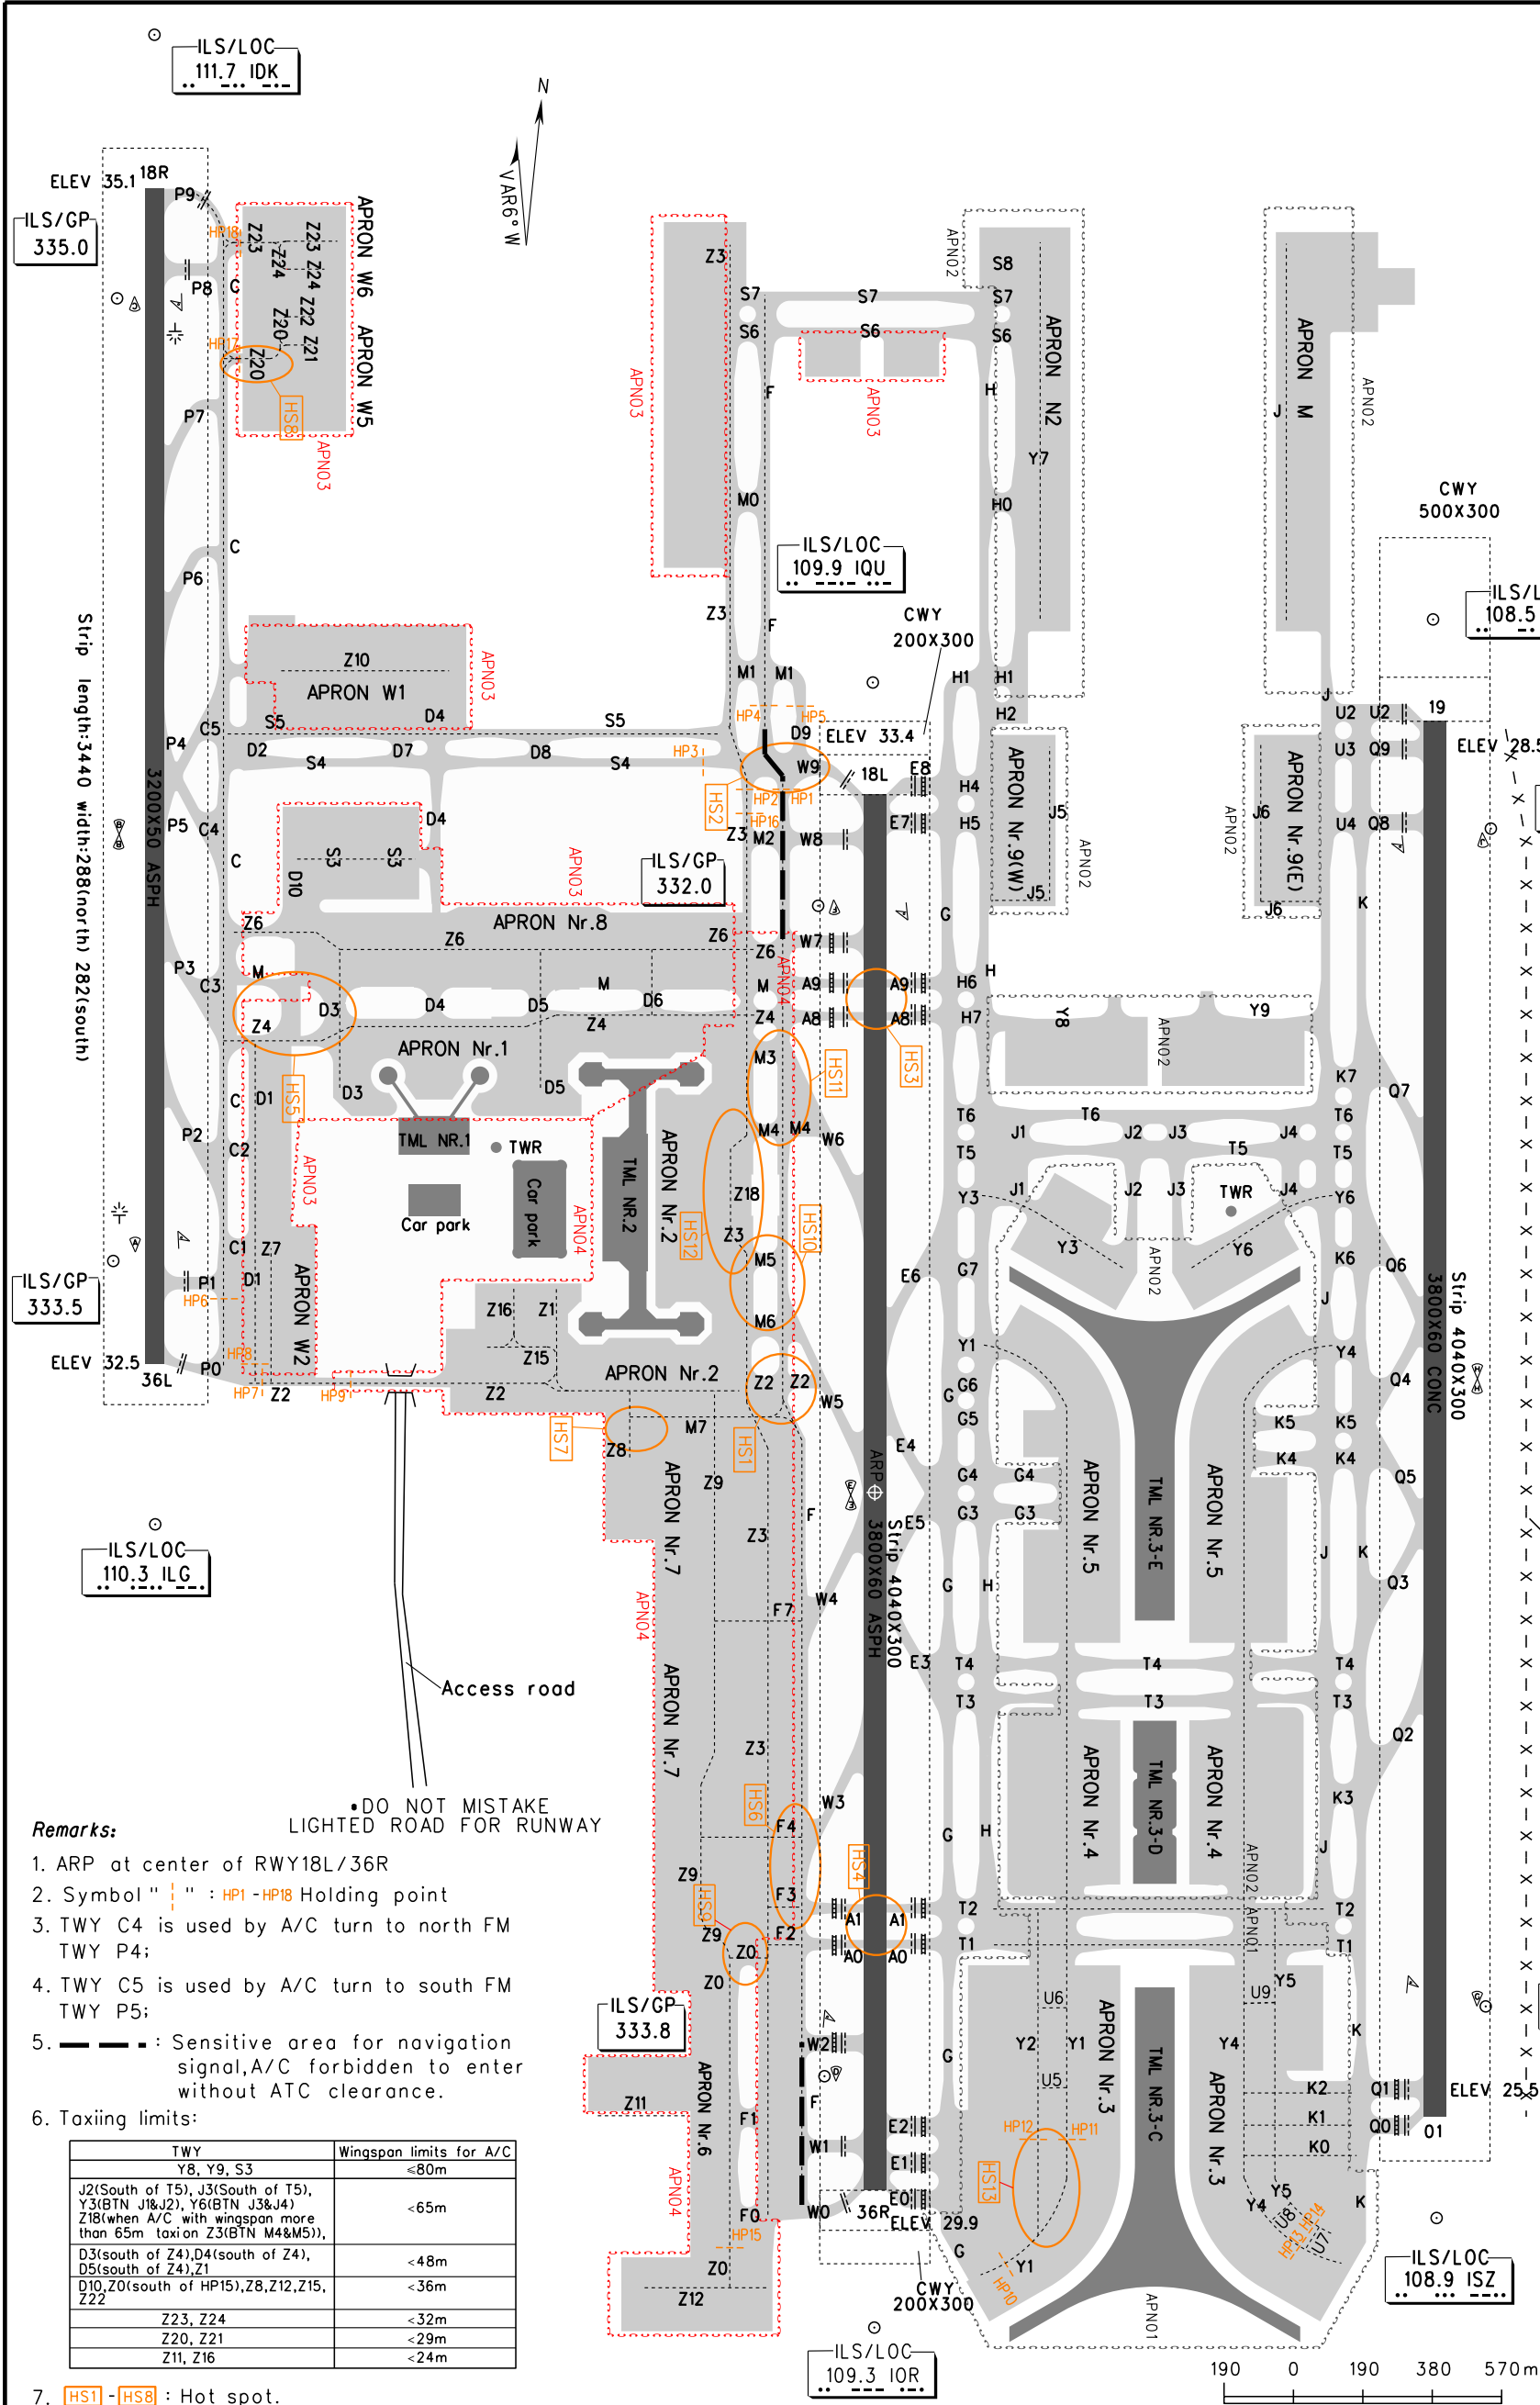 ILS/LOC
111.7 IDK
N
VAR6° W
ELEV 35.1
18R
ILS/GP
335.0
P9
HP18
Z23
Z23
Z24
Z24
Z22
Z20
Z21
Z20
HP17
HS8
APRON W6
APRON W5
APN03
P8
C
P7
C
P6
Strip length:3440 width:288(north) 282(south)
3200X50 ASPH
Z3
APN03
S7
S7
S7
S6
S6
S6
S8
APN02
APRON N2
Y7
F
APN03
H
M0
H0
APRON M
J
APN02
CWY
500X300
ILS/LOC
109.9 IQU
CWY
200X300
108.5
Z3
F
Z10
APRON W1
APN03
D4
M1
M1
H1
H1
H2
J
U2
U2
19
C5
S5
S5
P4
D2
D7
D8
S4
S4
HP3
HP4
HP5
D9
ELEV 33.4
W9
18L
E8
H4
U3
Q9
ELEV 28.5
HS2
HP2
HP1
HP16
APRON Nr.9(W)
J5
J5
APN02
APN02
J6
J6
APRON Nr.9(E)
P5
C4
D4
Z3
M2
W8
E7
H5
U4
Q8
C
S3
S3
D10
APN03
ILS/GP
332.0
G
K
Z6
Z6
APRON Nr.8
Z6
Z6
W7
P3
C3
M
M
M
A9
A9
H6
H
D3
D4
D5
D6
Z4
Z4
Z4
A8
A8
H7
APN04
Y8
Y9
APN02
APRON Nr.1
HS5
HS11
HS3
M3
K7
Q7
C
D1
D3
D5
TML NR.1
TWR
P2
C2
APN03
Car park
Car park
APN04
TML NR.2
APRON Nr.2
M4
M4
W6
T6
T6
T6
J1
J2
J3
J4
T5
T5
T5
Z18
HS12
Z3
HS10
Y3
J1
J2
J3
TWR
J4
Y6
Y3
Y6
APN02
C1
Z7
P1
D1
HP6
APRON W2
ILS/GP
333.5
M5
M6
E6
G7
K6
Q6
J
Z16
Z1
Z15
Y1
Y4
ELEV 32.5
36L
P0
HP8
HP7
Z2
HP9
Z2
APRON Nr.2
Z2
Z2
W5
G6
G
G5
Q4
Strip 4040X300
3800X60 CONC
HS7
Z8
M7
HS1
E4
K5
K5
K4
K4
ARP
G4
G4
G3
G3
Q5
APRON Nr.7
Z9
Z3
F
E5
Strip 4040X300
3800X60 ASPH
APRON Nr.5
TML NR.3-E
APRON Nr.5
ILS/LOC
110.3 ILG
APN04
F7
W4
G
H
J
K
Q3
E3
T4
T4
T4
T3
T3
T3
Access road
APRON Nr.7
Z3
Q2
•DO NOT MISTAKE
LIGHTED ROAD FOR RUNWAY
HS6
W3
F4
G
H
HS4
APRON Nr.4
TML NR.3-D
APRON Nr.4
APN02
K3
J
Z9
HS9
F3
A1
A1
T2
T2
Z9
F2
Z0
A0
A0
T1
T1
APN01
Z0
ILS/GP
333.8
W2
U6
APRON Nr.3
U9
Y5
Y2
Y1
U5
Y4
K
Z11
APRON Nr.6
F
F1
G
TML NR.3-C
APRON Nr.3
K2
Q1
ELEV 25.5
E2
HP12
HP11
K1
Q0
01
W1
E1
HS13
K0
APN04
E0
36R
W0
F0
HP15
ELEV 29.9
G
Y5
Y4
U8
HP14
HP13
U7
K
Z0
HP10
Y1
Z12
CWY
200X300
APN01
ILS/LOC
109.3 IOR
ILS/LOC
108.9 ISZ
190 0 190 380 570m
Remarks:
1. ARP at center of RWY18L/36R
2. Symbol " ¦ " : HP1 -HP18 Holding point
3. TWY C4 is used by A/C turn to north FM
TWY P4;
4. TWY C5 is used by A/C turn to south FM
TWY P5;
5. : Sensitive area for navigation
signal,A/C forbidden to enter
without ATC clearance.
6. Taxiing limits:
TWY Wingspan limits for A/C
Y8, Y9, S3 ≤80m
J2(South of T5), J3(South of T5),
Y3(BTN J1&J2), Y6(BTN J3&J4)
Z18(when A/C with wingspan more
than 65m taxion Z3(BTN M4&M5)), <65m
D3(south of Z4),D4(south of Z4),
D5(south of Z4),Z1 <48m
D10,Z0(south of HP15),Z8,Z12,Z15,
Z22 <36m
Z23, Z24 <32m
Z20, Z21 <29m
Z11, Z16 <24m
7. HS1 - HS8 : Hot spot.